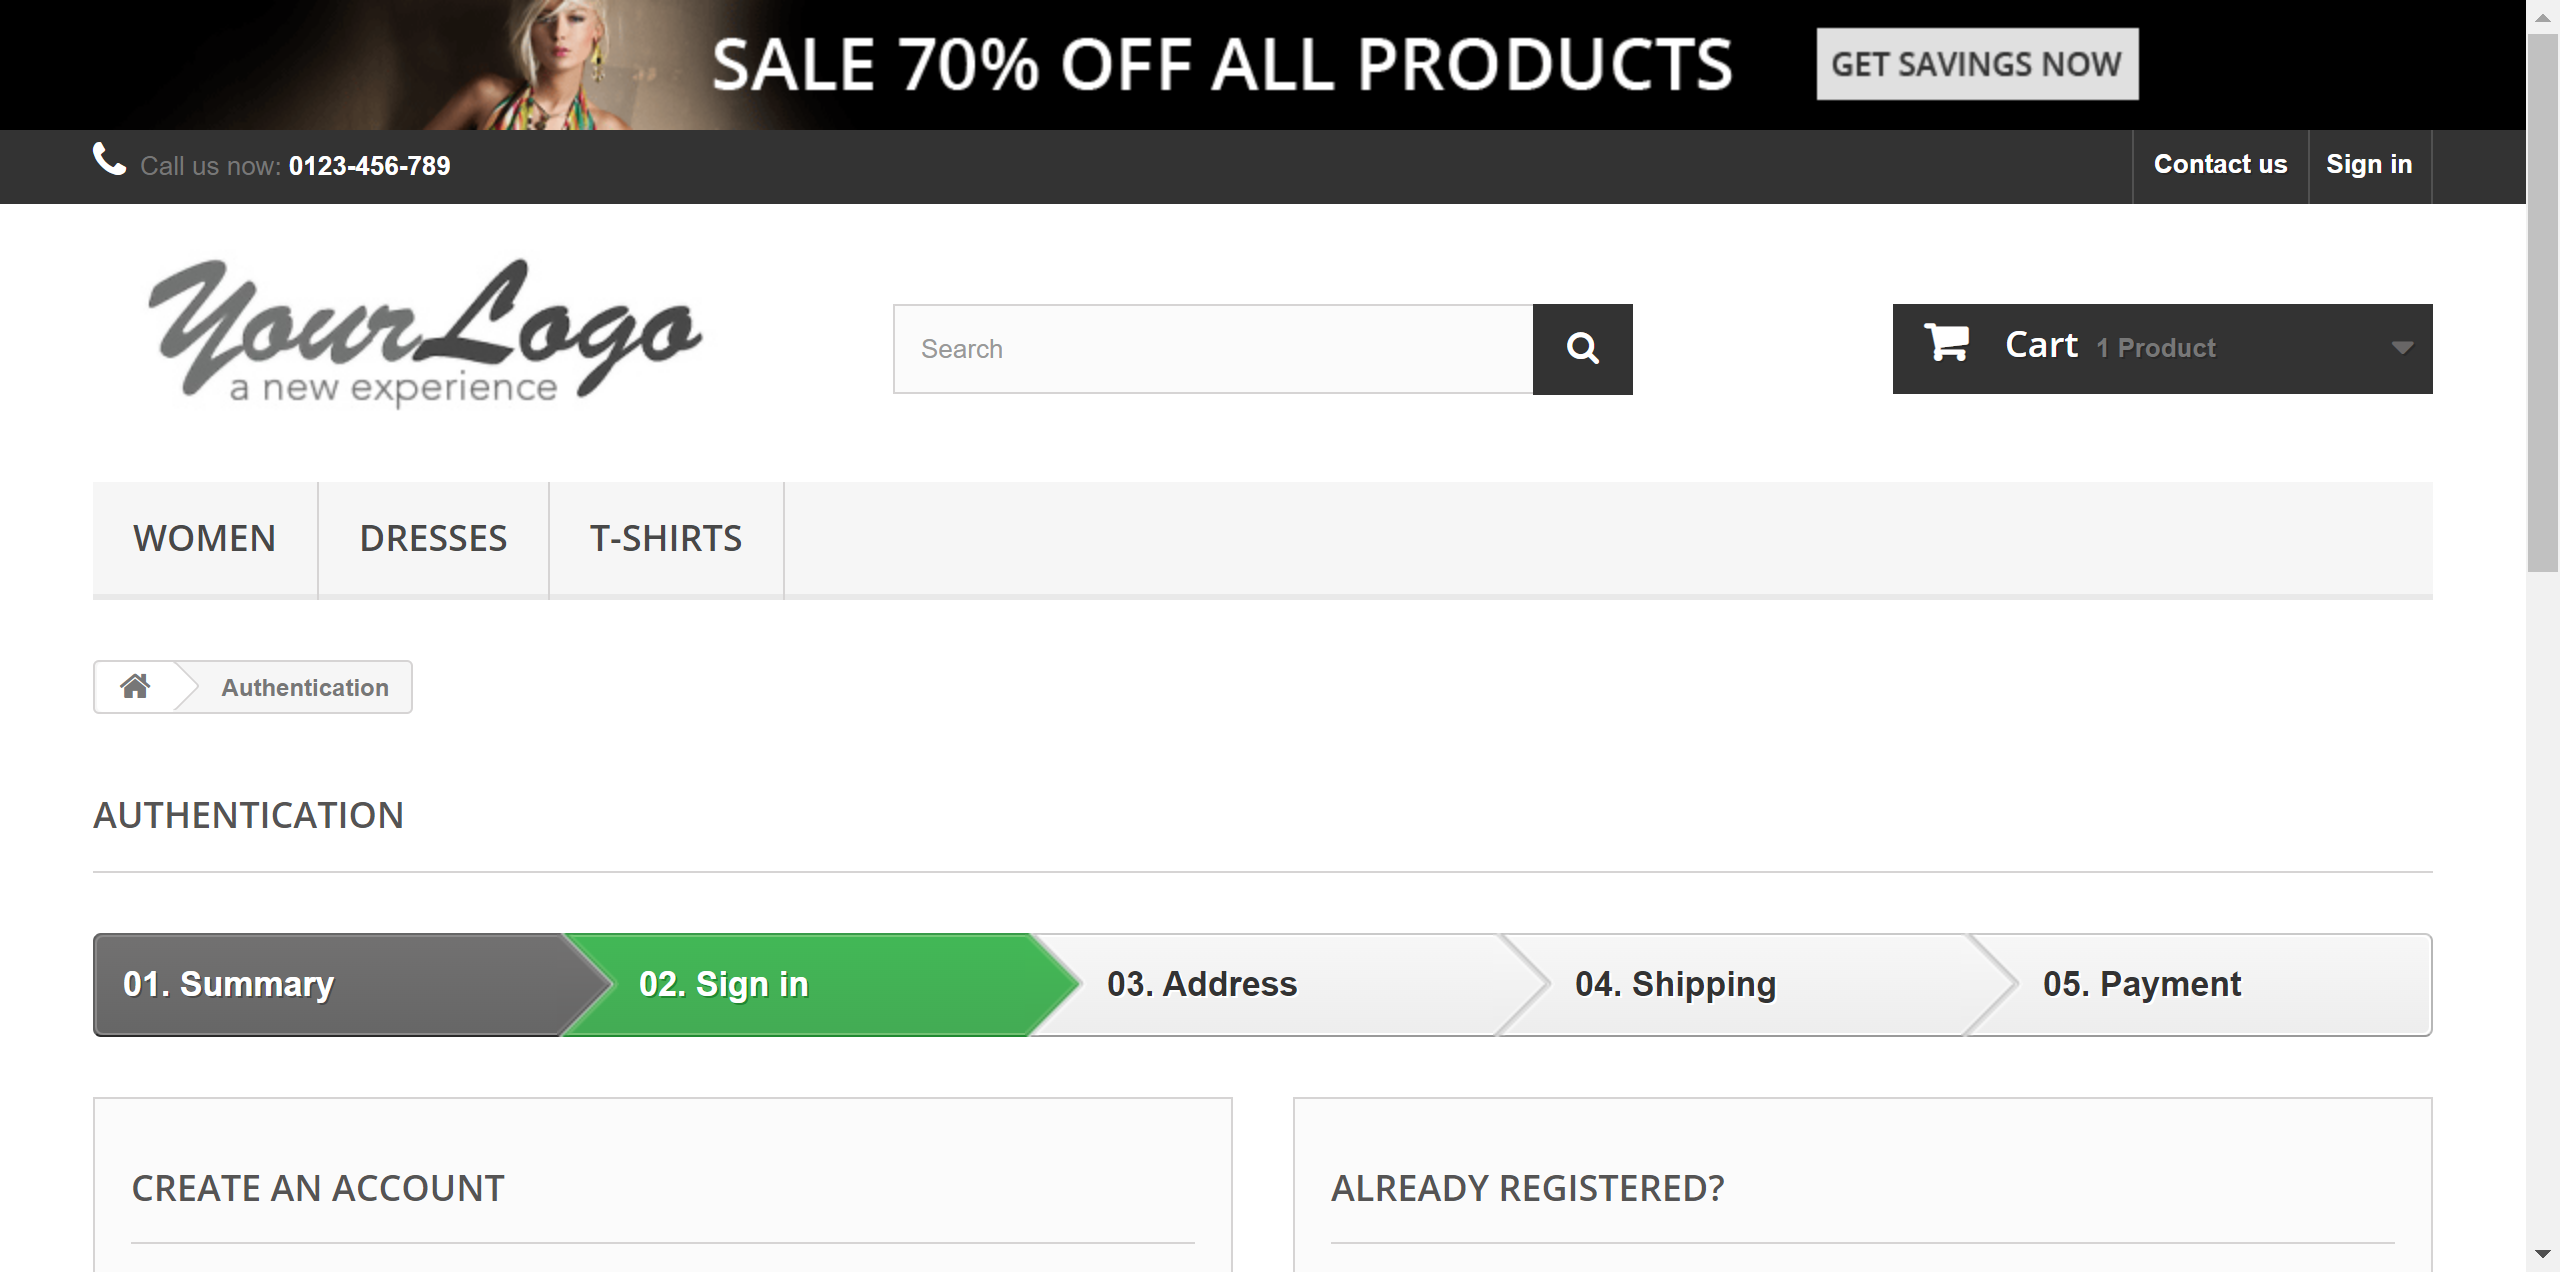 SALE 70% OFF ALL PRODUCTS GET SAVINGS NOW
Call us now: 0123-456-789 Contact us Sign in
YourLogo
a new experience
Search
Cart 1 Product
WOMEN DRESSES T-SHIRTS
Authentication
AUTHENTICATION
01. Summary 02. Sign in 03. Address 04. Shipping 05. Payment
CREATE AN ACCOUNT ALREADY REGISTERED?